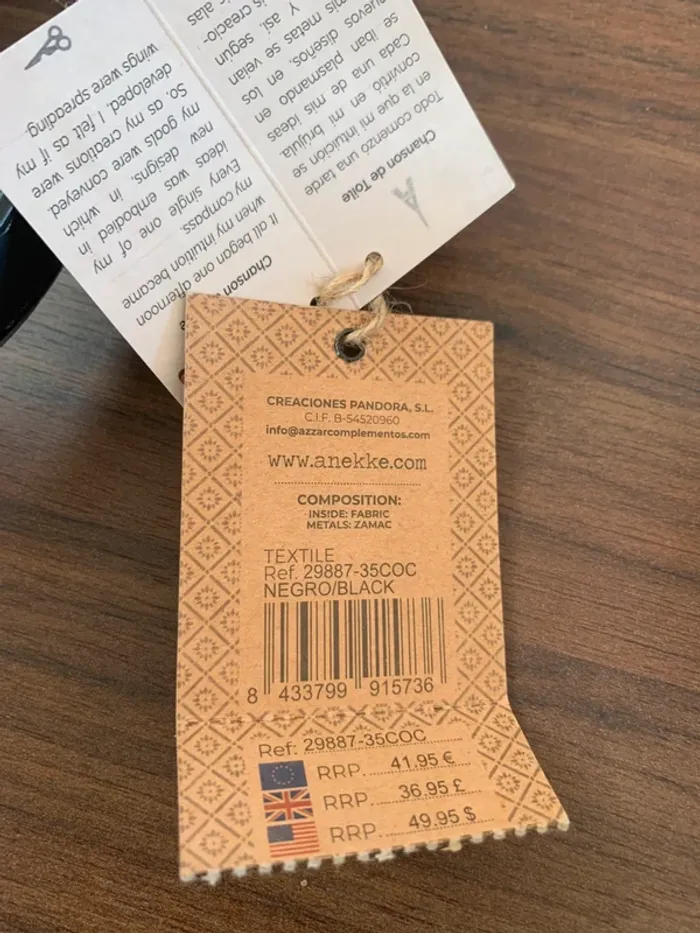 Chanson de Toile
Todo comenzó una tarde
en la que mi intuición se
convirtió en mi brújula
Cada una de mis ideas
se iban plasmando en
nuevos diseños, en los
mis metas se veían
Y así, según
alas
Chanson
It all began one afternoon
when my intuition became
my compass.
Every single one of my
ideas was embodied in
new designs, in which
my goals were conveyed.
So, as my creations were
developed, I felt as if my
wings were spreading
CREACIONES PANDORA, S.L.
C.I.F. B-54520960
info@azzarcomplementos.com
www.anekke.com
COMPOSITION:
INSIDE: FABRIC
METALS: ZAMAC
TEXTILE
Ref. 29887-35COC
NEGRO/BLACK
8 433799 915736
Ref: 29887-35COC
RRP. 41.95 €
RRP. 36.95 £
RRP. 49.95 $